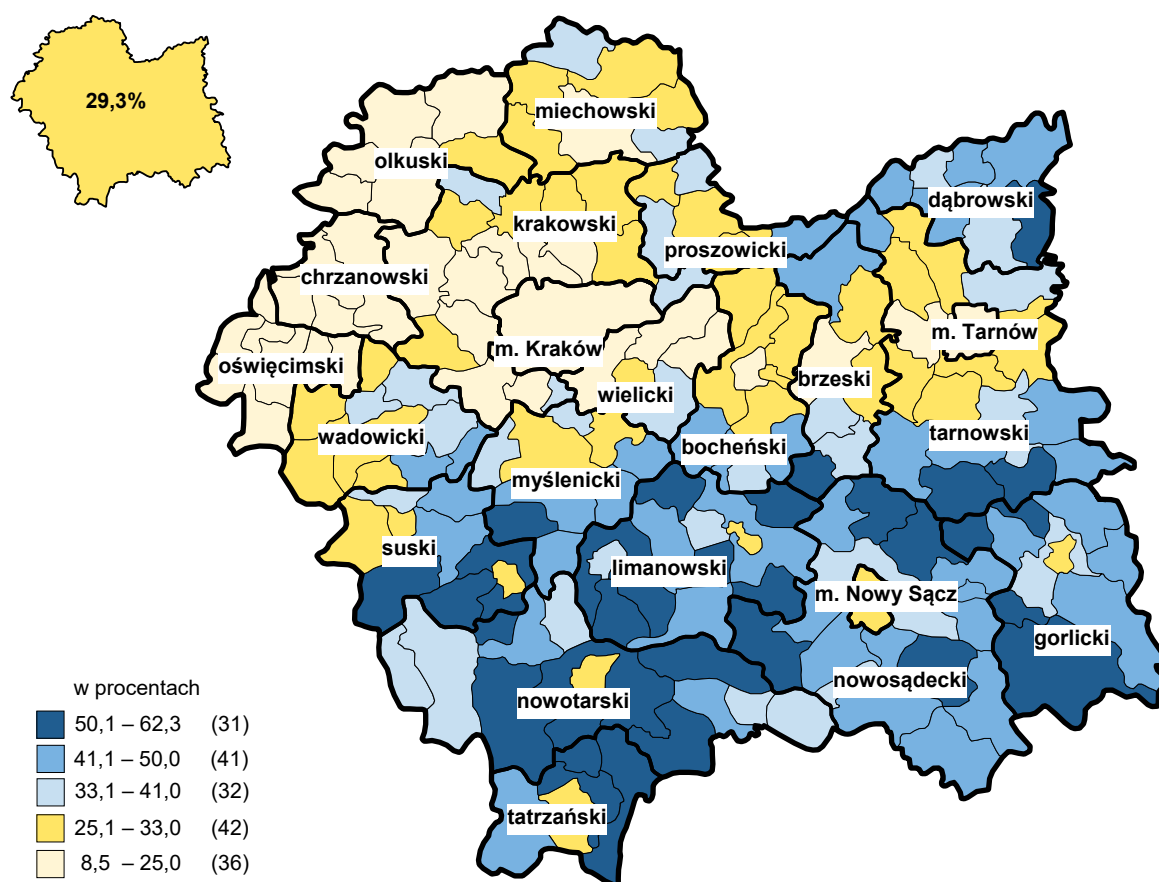 29,3%
miechowski
olkuski
dąbrowski
krakowski
proszowicki
chrzanowski
m. Tarnów
m. Kraków
oświęcimski
brzeski
wielicki
wadowicki
tarnowski
bocheński
myślenicki
suski
limanowski
m. Nowy Sącz
gorlicki
nowosądecki
nowotarski
tatrzański
w procentach
50,1 – 62,3 (31)
41,1 – 50,0 (41)
33,1 – 41,0 (32)
25,1 – 33,0 (42)
8,5 – 25,0 (36)